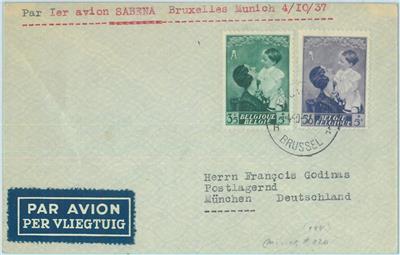 Par Ier avion SABENA Bruxelles Munich 4/IO/37
BELGIQUE
BELGIË
BELGIQUE
BELGIË
BRUSSEL
Herrn François Godimas
Postlagernd
München Deutschland
PAR AVION
PER VLIEGTUIG